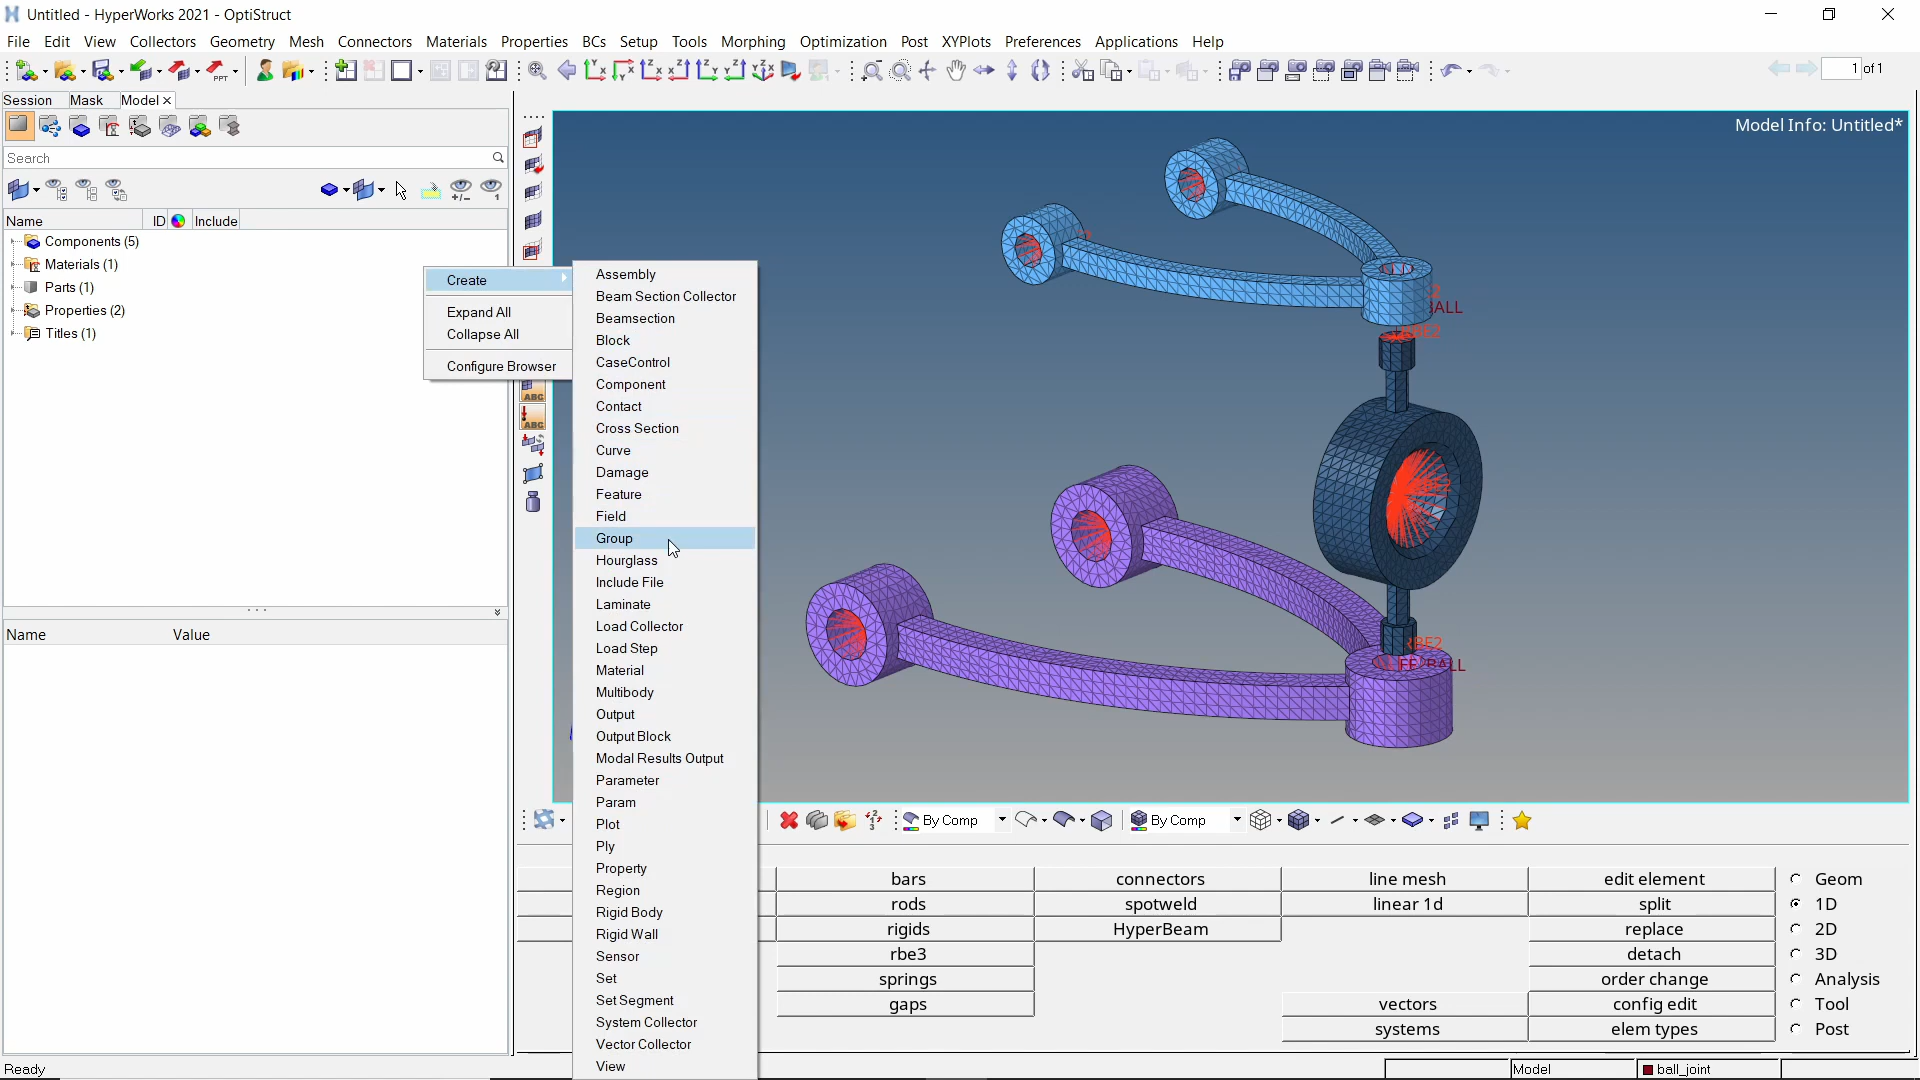 Untitled - HyperWorks 2021 - OptiStruct
File Edit View Collectors Geometry Mesh Connectors Materials Properties BCs Setup Tools Morphing Optimization Post XYPlots Preferences Applications Help
PPT
1 of 1
Session Mask Model
Model Info: Untitled*
Search
Name ID Include
Components (5)
Materials (1)
Parts (1)
Properties (2)
Titles (1)
Create
Expand All
Collapse All
Configure Browser
Assembly
Beam Section Collector
Beamsection
Block
CaseControl
Component
Contact
Cross Section
Curve
Damage
Feature
Field
Group
Hourglass
Include File
Laminate
Load Collector
Load Step
Material
Multibody
Output
Output Block
Modal Results Output
Parameter
Param
Plot
Ply
Property
Region
Rigid Body
Rigid Wall
Sensor
Set
Set Segment
System Collector
Vector Collector
View
ABC
ABC
BALL
Name Value
By Comp By Comp
bars connectors line mesh edit element Geom
rods spotweld linear 1d split 1D
rigids HyperBeam replace 2D
rbe3 detach 3D
springs order change Analysis
gaps vectors config edit Tool
systems elem types Post
Ready Model ball_joint